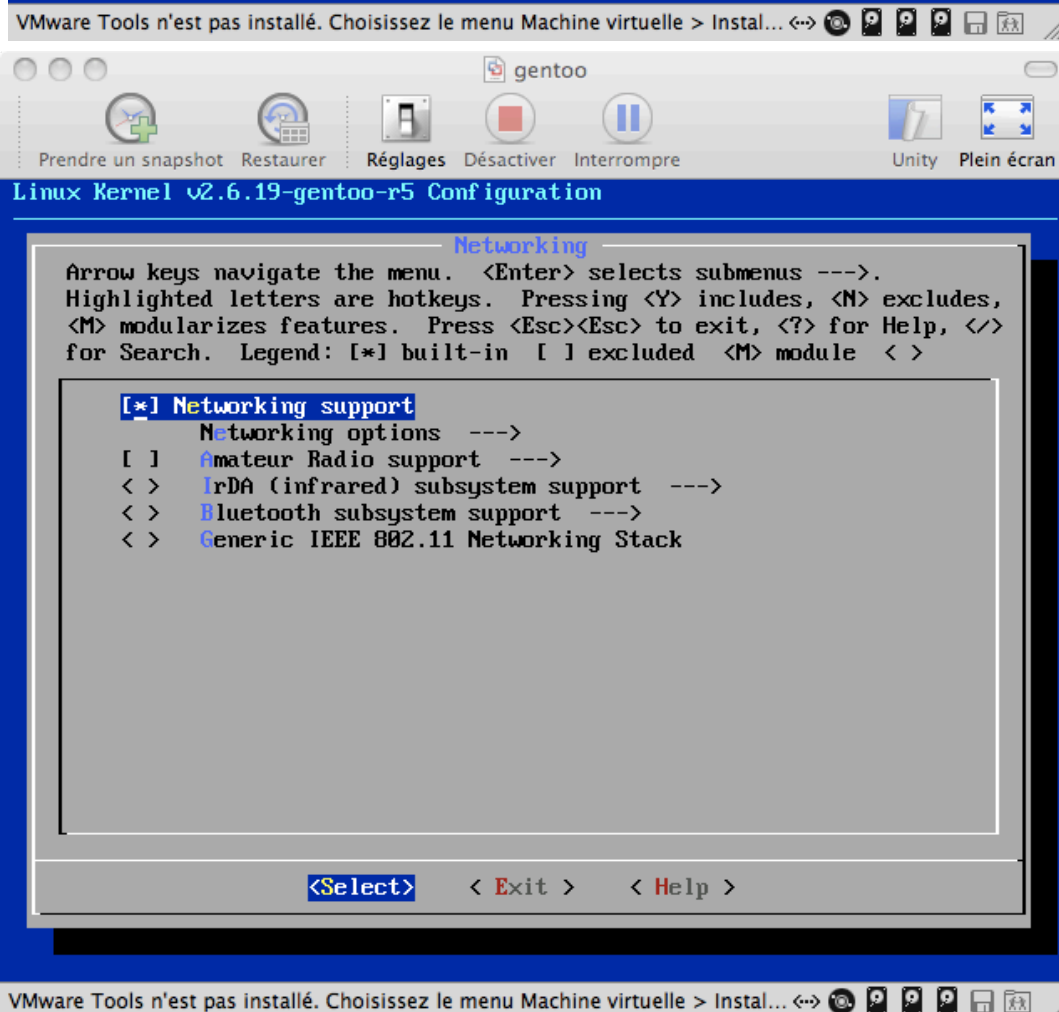 VMware Tools n'est pas installé. Choisissez le menu Machine virtuelle > Instal...
gentoo
Prendre un snapshot Restaurer Réglages Désactiver Interrompre Unity Plein écran
Linux Kernel v2.6.19-gentoo-r5 Configuration
Networking
Arrow keys navigate the menu. <Enter> selects submenus --->.
Highlighted letters are hotkeys. Pressing <Y> includes, <N> excludes,
<M> modularizes features. Press <Esc><Esc> to exit, <?> for Help, </>
for Search. Legend: [*] built-in [ ] excluded <M> module < >
[*] Networking support
Networking options --->
[ ] Amateur Radio support --->
< > IrDA (infrared) subsystem support --->
< > Bluetooth subsystem support --->
< > Generic IEEE 802.11 Networking Stack
<Select> < Exit > < Help >
VMware Tools n'est pas installé. Choisissez le menu Machine virtuelle > Instal...